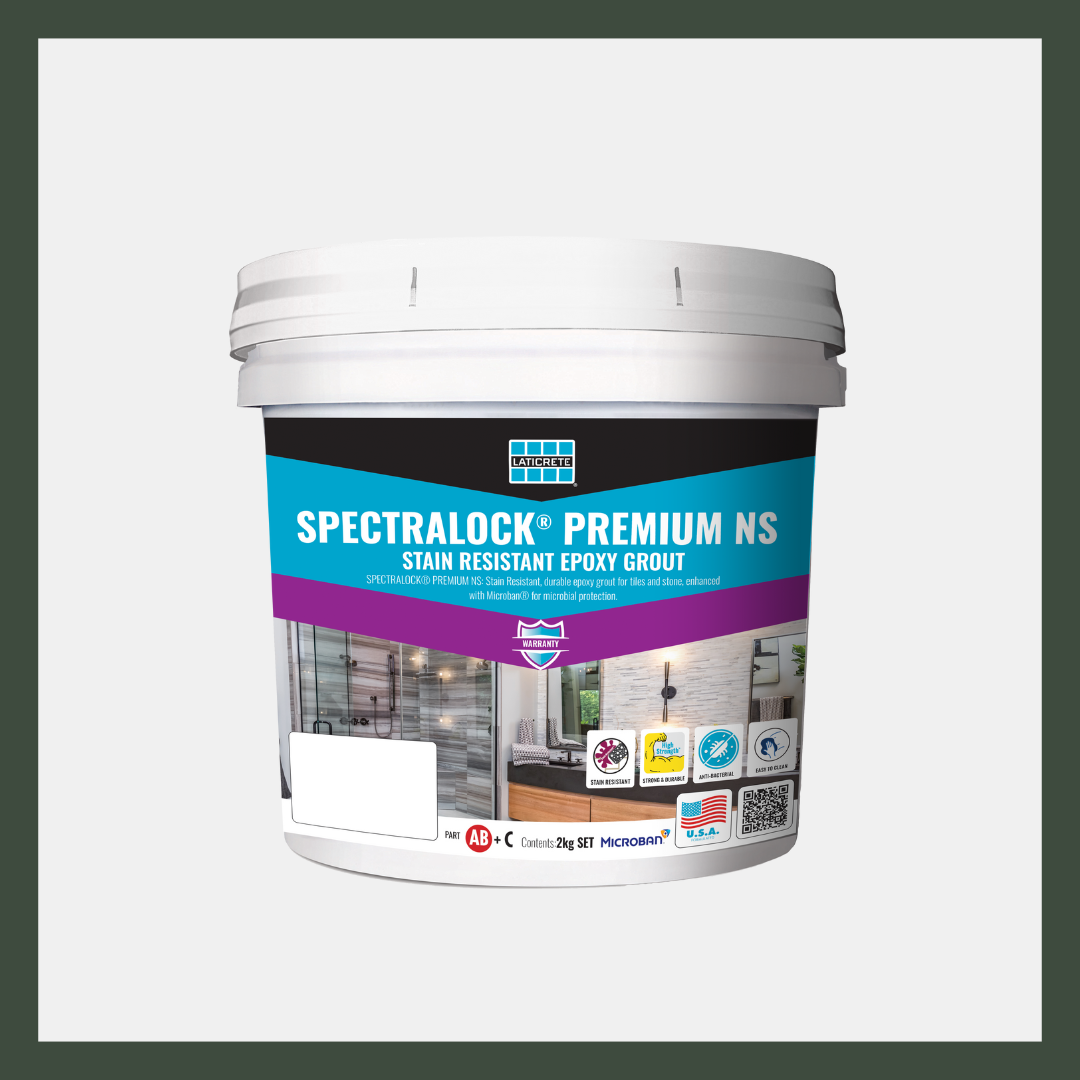 LATICRETE
®
SPECTRALOCK® PREMIUM NS
STAIN RESISTANT EPOXY GROUT
SPECTRALOCK® PREMIUM NS: Stain Resistant, durable epoxy grout for tiles and stone, enhanced
with Microban® for microbial protection.
WARRANTY
High
Strength
STAIN RESISTANT
STRONG & DURABLE
ANTI-BACTERIAL
EASY TO CLEAN
PART AB + C Contents:2kg SET MICROBAN
U.S.A.